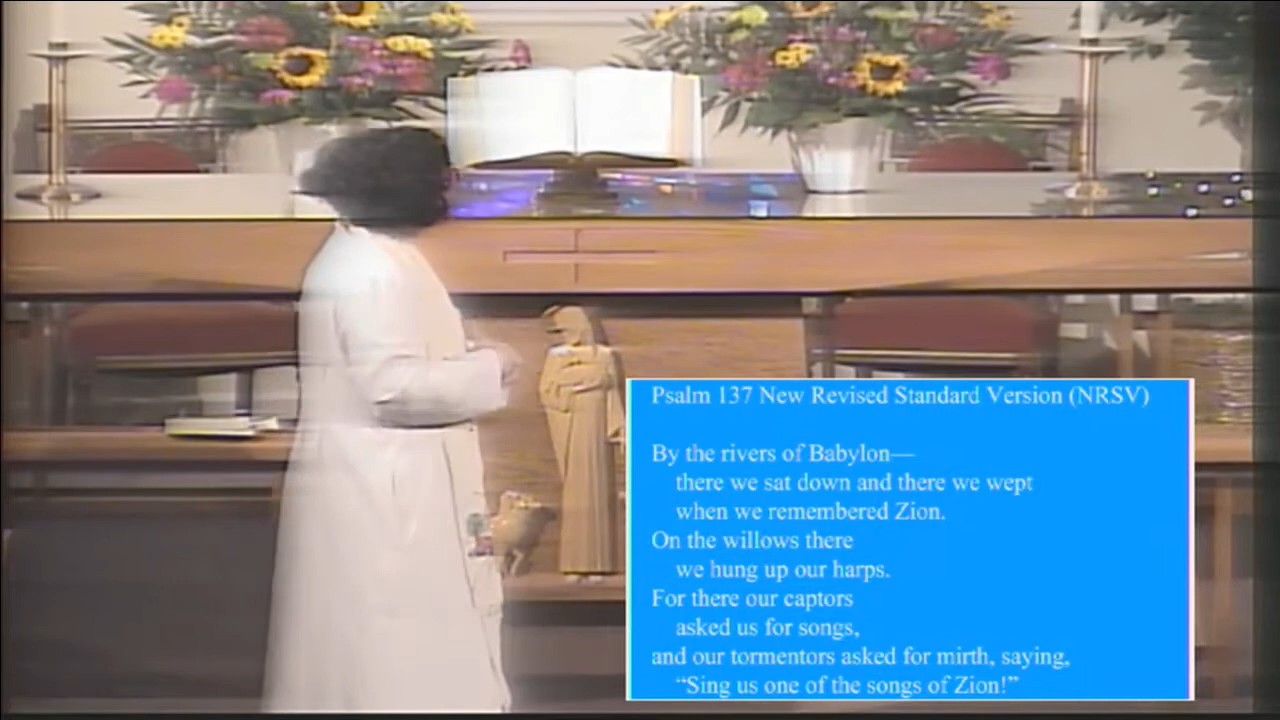 Psalm 137 New Revised Standard Version (NRSV)
By the rivers of Babylon—
there we sat down and there we wept
when we remembered Zion.
On the willows there
we hung up our harps.
For there our captors
asked us for songs,
and our tormentors asked for mirth, saying,
“Sing us one of the songs of Zion!”